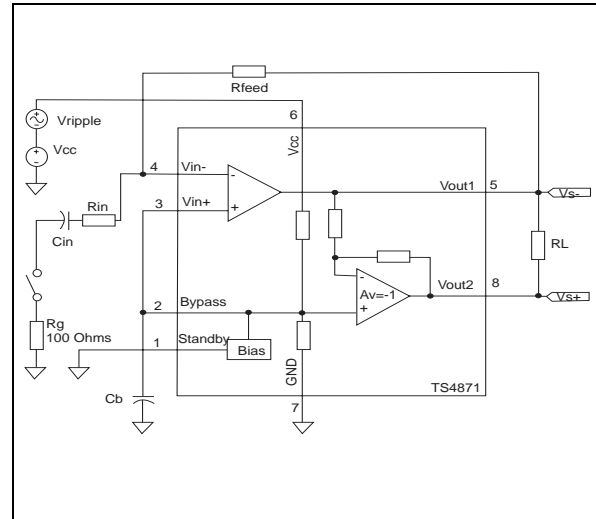 Rfeed
6
Vripple
Vcc
Vcc
4
Vin-
-
Vout1
5
Vs-
3
Vin+
+
Rin
Cin
RL
-
Av=-1
+
Vout2
8
Vs+
2
Bypass
Rg
100 Ohms
1
Standby
Bias
GND
Cb
7
TS4871